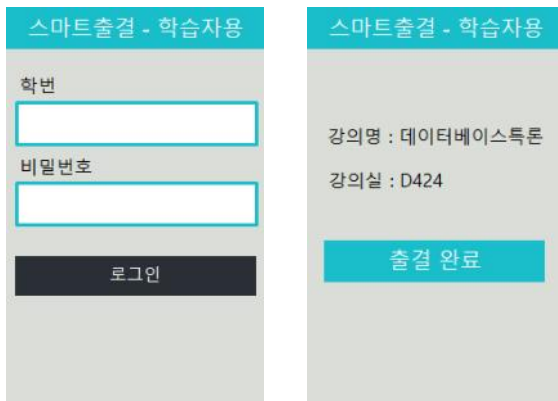 스마트출결 - 학습자용
학번
비밀번호
로그인
스마트출결 - 학습자용
강의명 : 데이터베이스특론
강의실 : D424
출결 완료